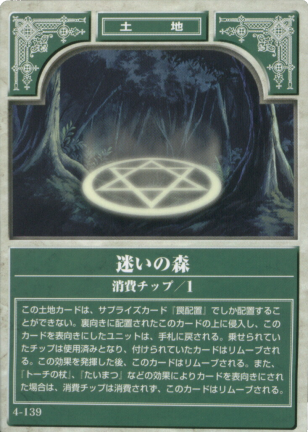 土　地
迷いの森
消費チップ／1
この土地カードは、サプライズカード『罠配置』でしか配置するこ
とができない。裏向きに配置されたこのカードの上に侵入し、この
カードを表向きにしたユニットは、手札に戻される。乗せられてい
たチップは使用済みとなり、付けられていたカードはリムーブされ
る。この効果を発揮した後、このカードはリムーブされる。また、
『トーチの杖』、『たいまつ』などの効果によりカードを表向きにされ
た場合は、消費チップは消費されず、このカードはリムーブされる。
4-139